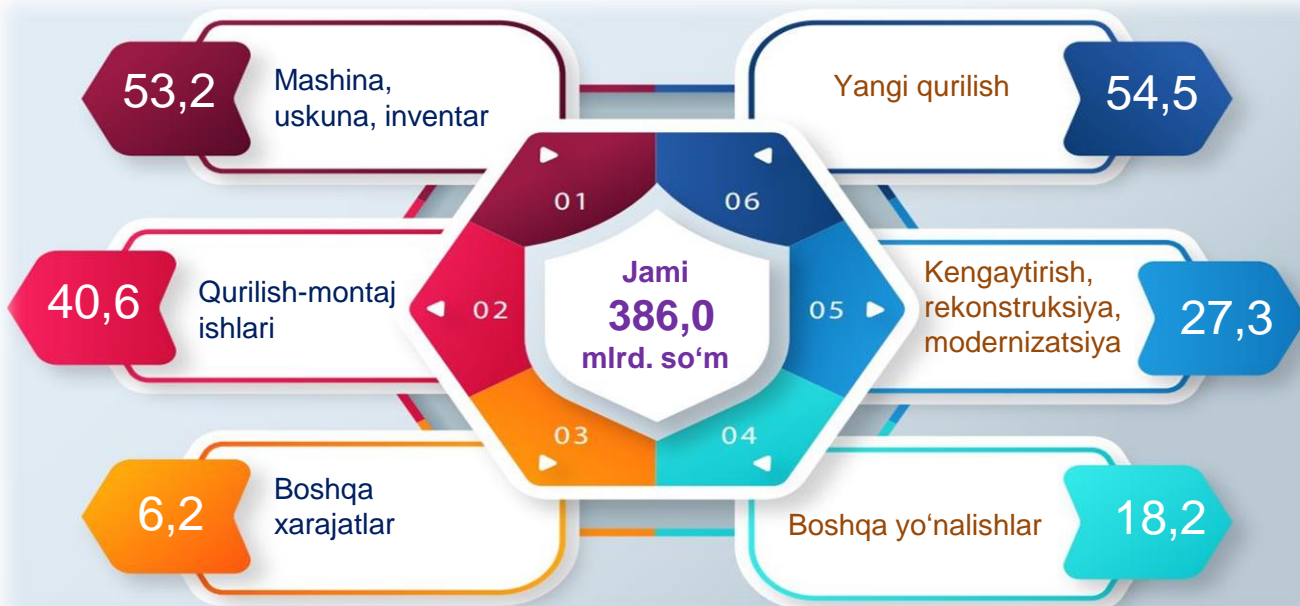 53,2
Mashina,
uskuna, inventar
Yangi qurilish
54,5
01
06
40,6
Qurilish-montaj
ishlari
02
Jami
386,0
mlrd. so‘m
05
Kengaytirish,
rekonstruksiya,
modernizatsiya
27,3
03
04
6,2
Boshqa
xarajatlar
Boshqa yo‘nalishlar
18,2